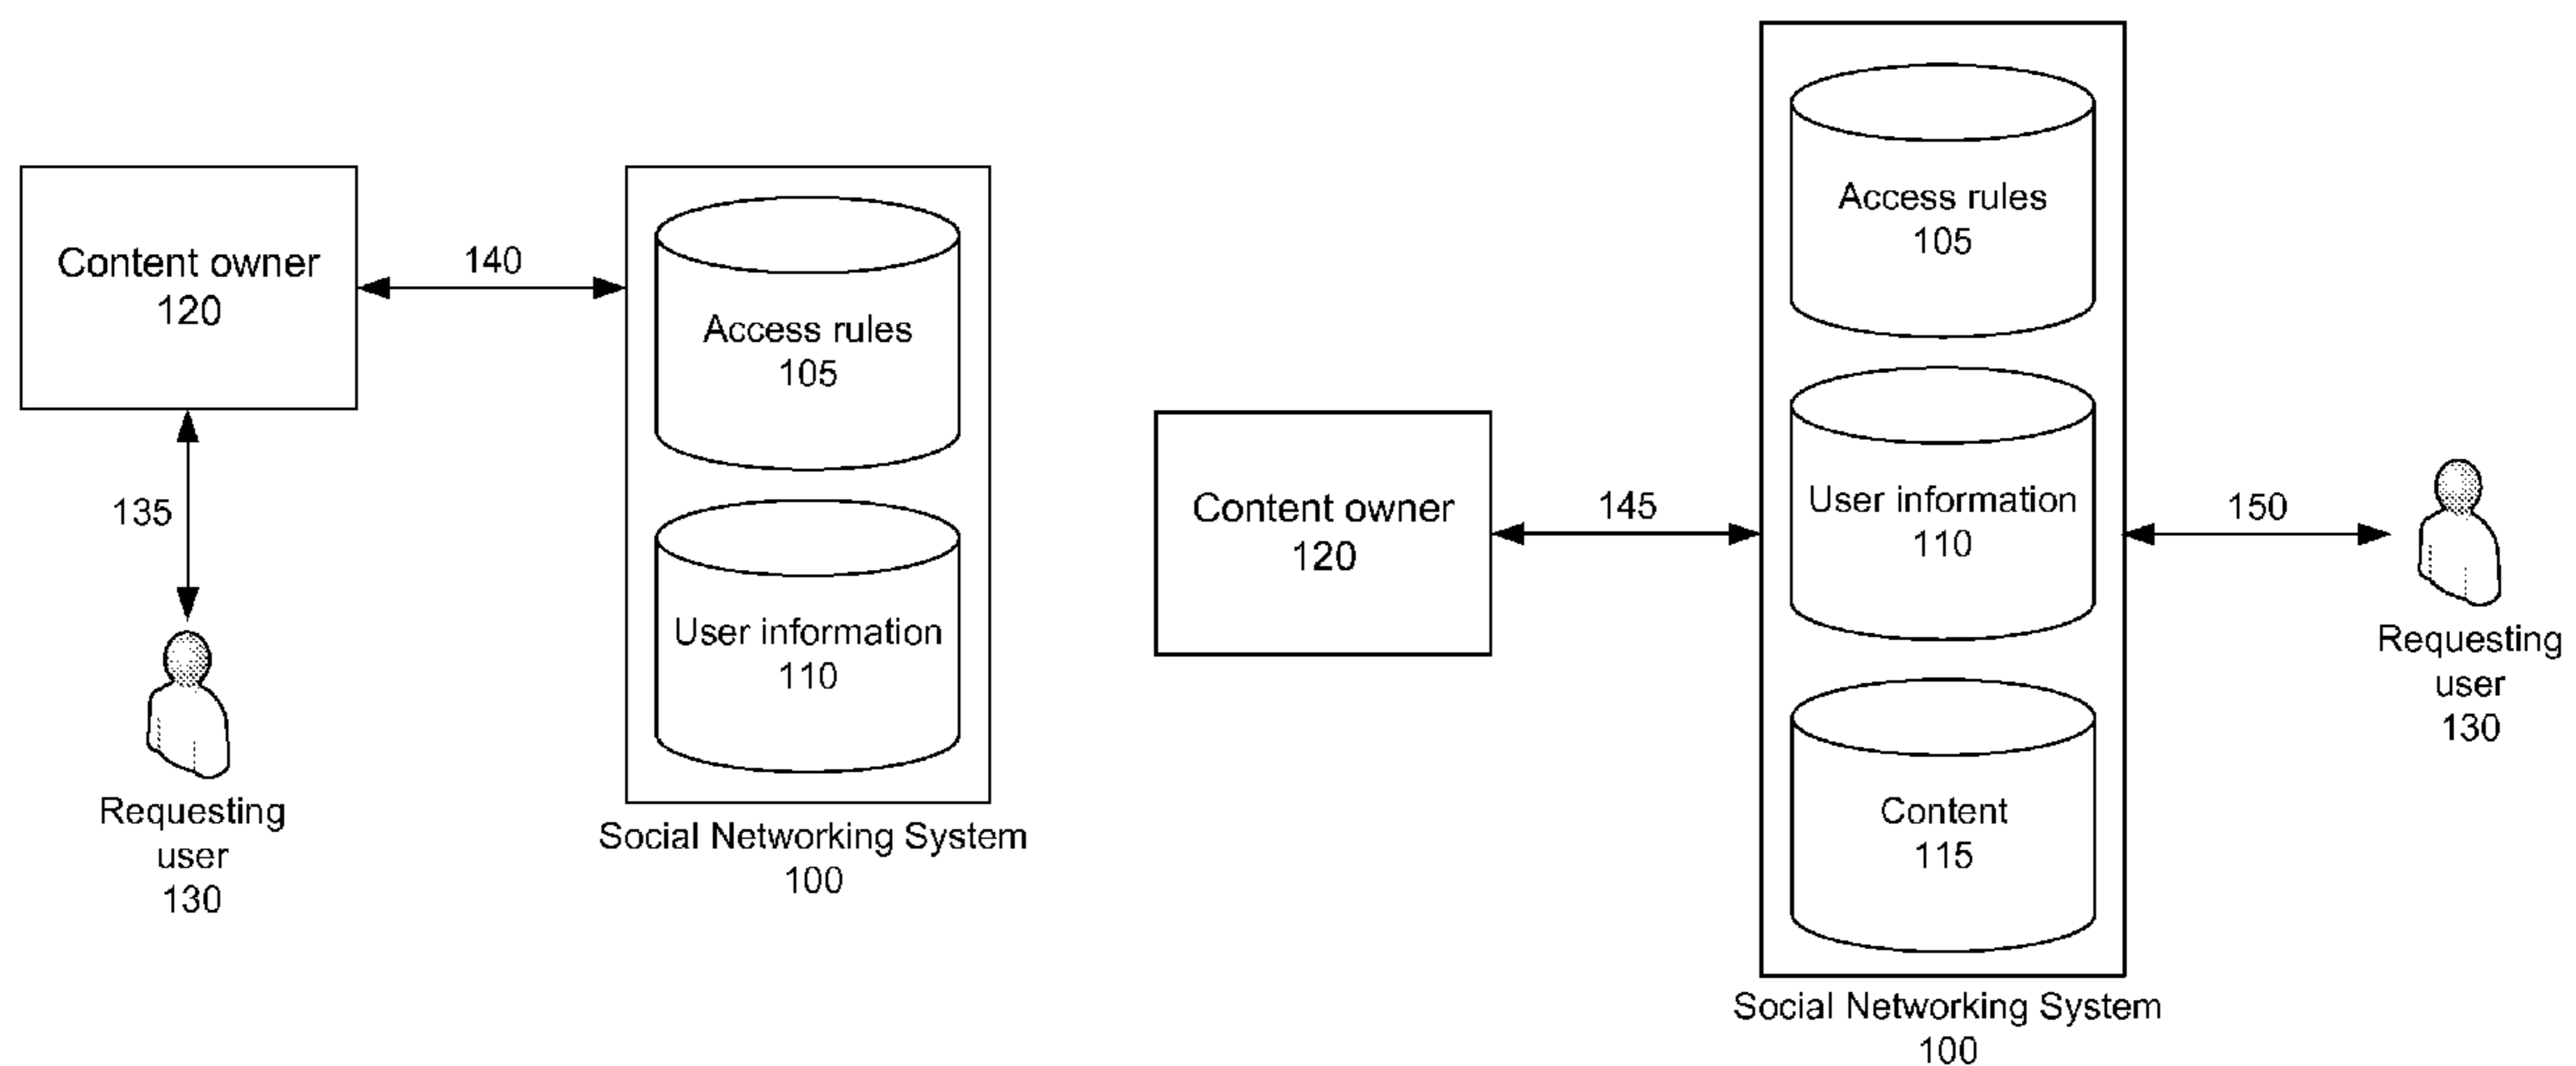 Content owner
120
140
135
Requesting
user
130
Access rules
105
User information
110
Social Networking System
100
Content owner
120
145
Access rules
105
User information
110
Content
115
Social Networking System
100
150
Requesting
user
130